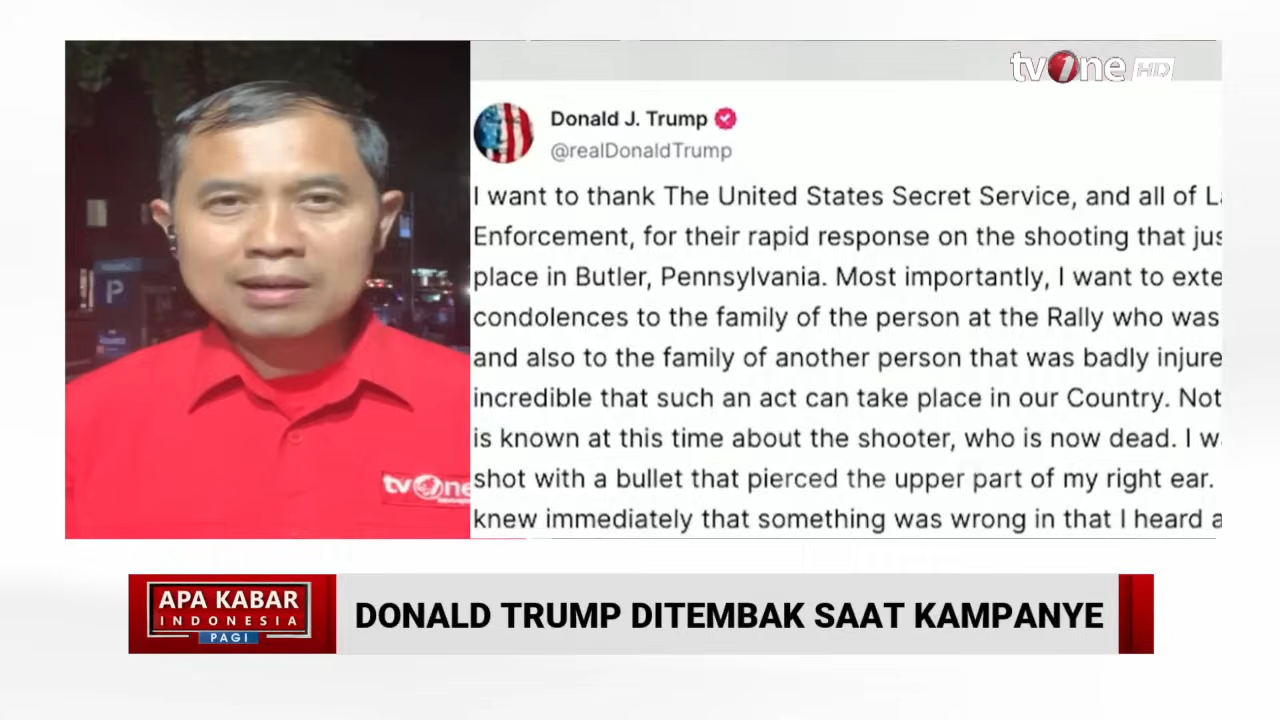 tvOne HD
Donald J. Trump
@realDonaldTrump
I want to thank The United States Secret Service, and all of
Enforcement, for their rapid response on the shooting that
place in Butler, Pennsylvania. Most importantly, I want to
condolences to the family of the person at the Rally who was
and also to the family of another person that was badly
incredible that such an act can take place in our Country.
is known at this time about the shooter, who is now dead. I
shot with a bullet that pierced the upper part of my right ear.
knew immediately that something was wrong in that I heard
P
tvOne
APA KABAR
INDONESIA
PAGI
DONALD TRUMP DITEMBAK SAAT KAMPANYE